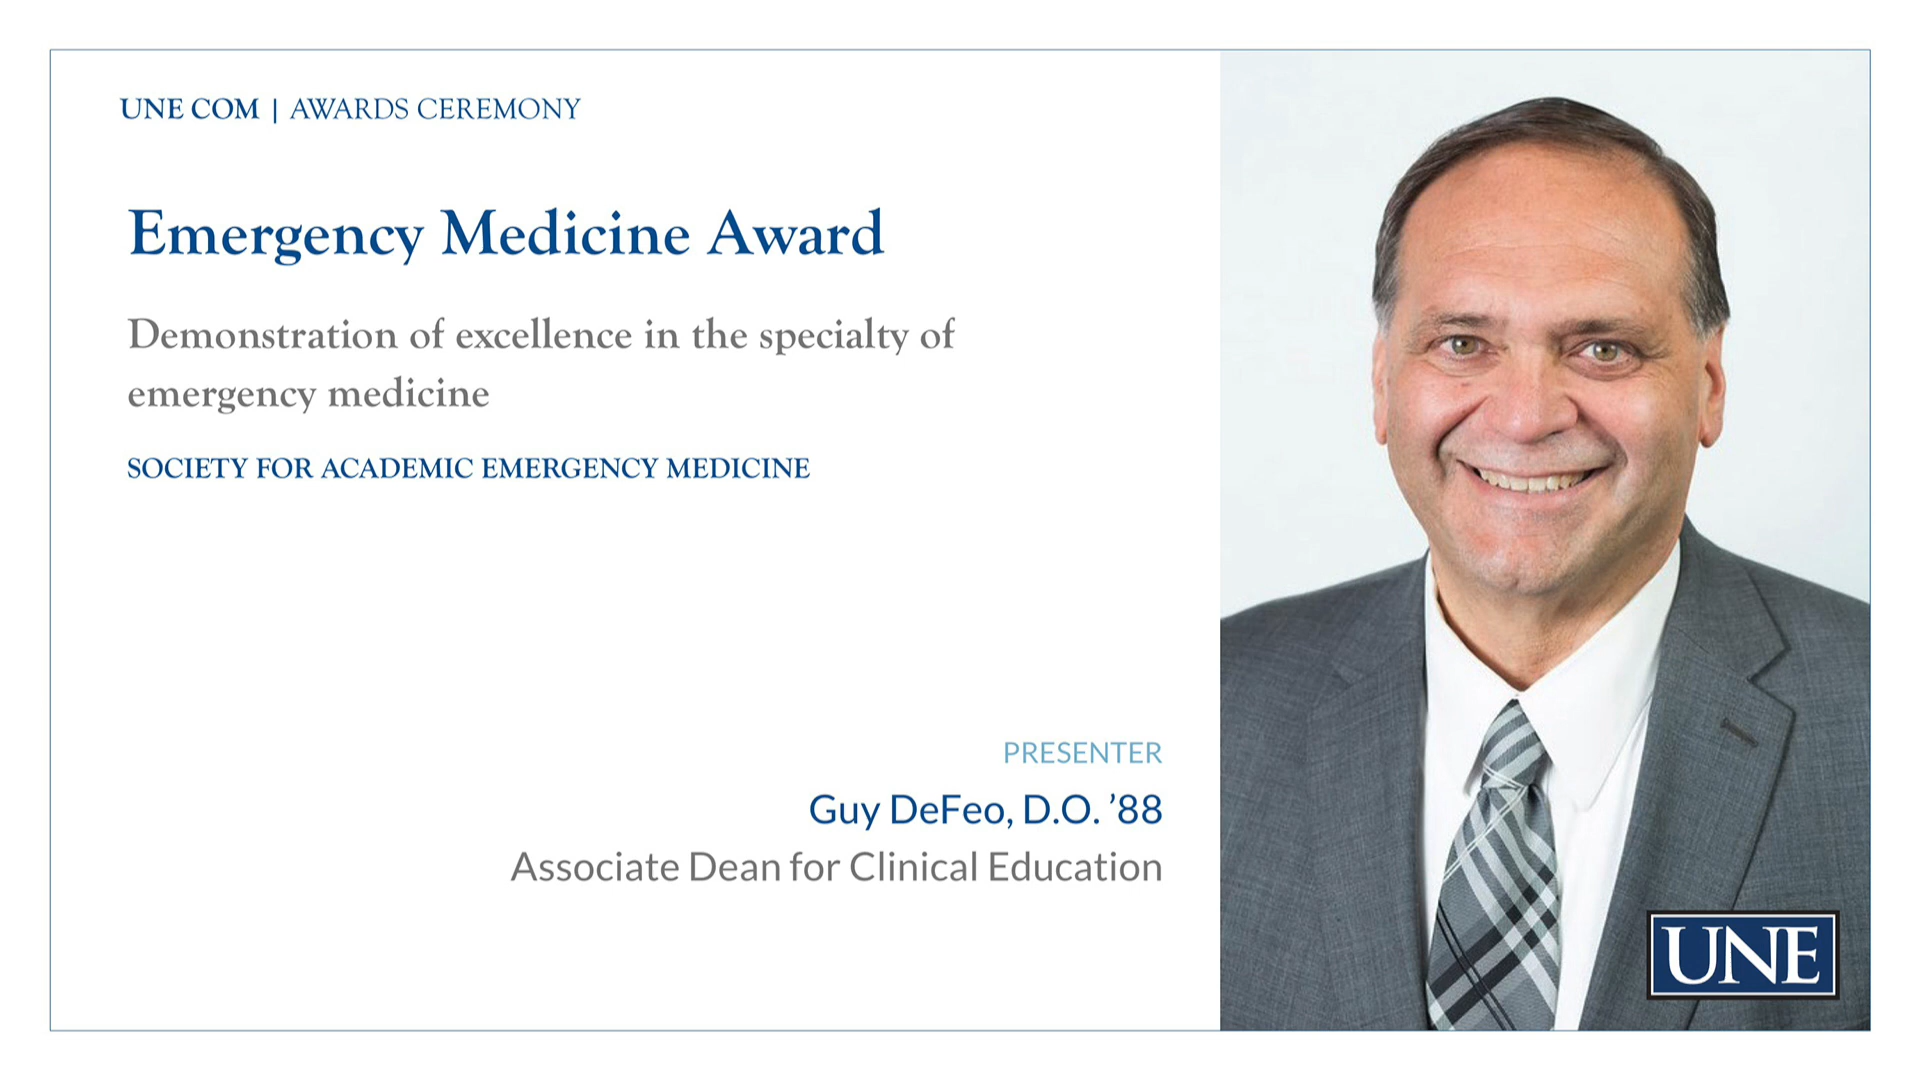 UNE COM | AWARDS CEREMONY
Emergency Medicine Award
Demonstration of excellence in the specialty of
emergency medicine
SOCIETY FOR ACADEMIC EMERGENCY MEDICINE
PRESENTER
Guy DeFeo, D.O. ’88
Associate Dean for Clinical Education
UNE